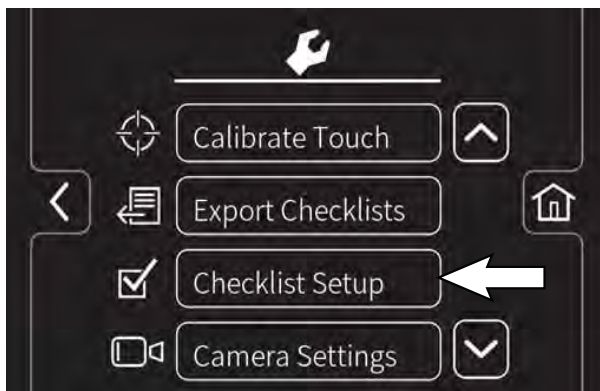 Calibrate Touch
Export Checklists
Checklist Setup
Camera Settings